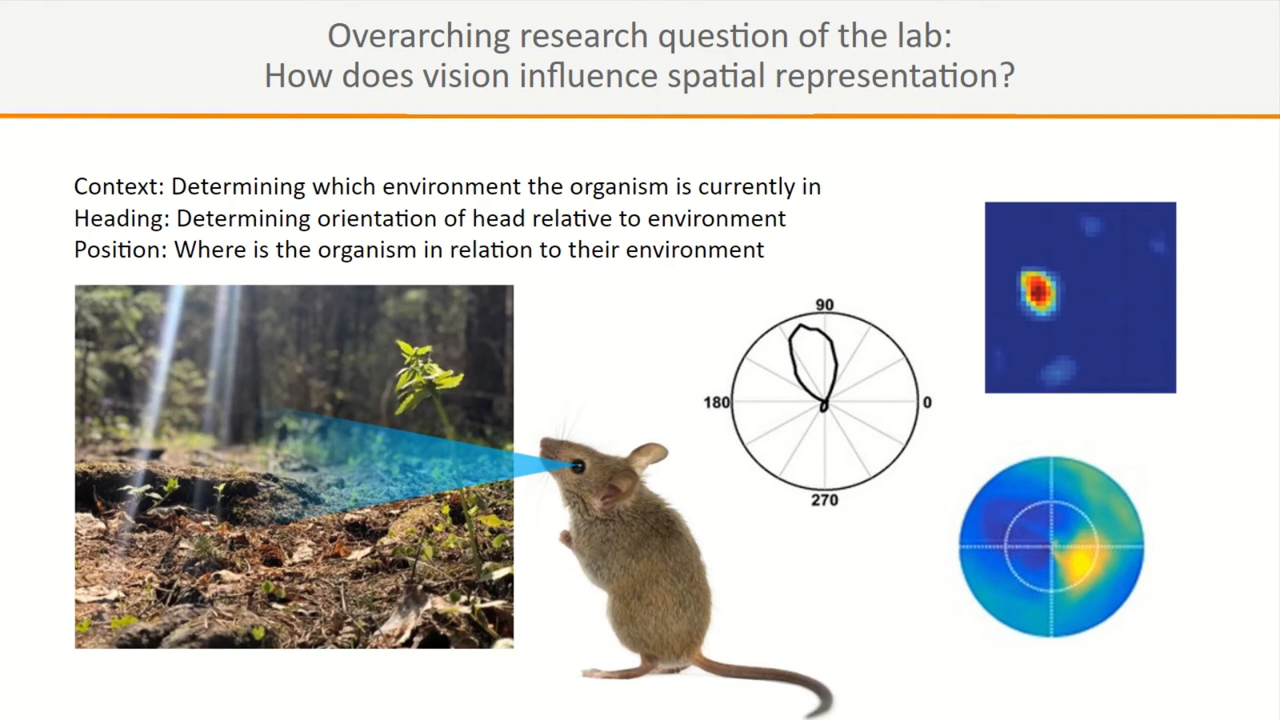 Overarching research question of the lab:
How does vision influence spatial representation?
Context: Determining which environment the organism is currently in
Heading: Determining orientation of head relative to environment
Position: Where is the organism in relation to their environment
90
180
0
270